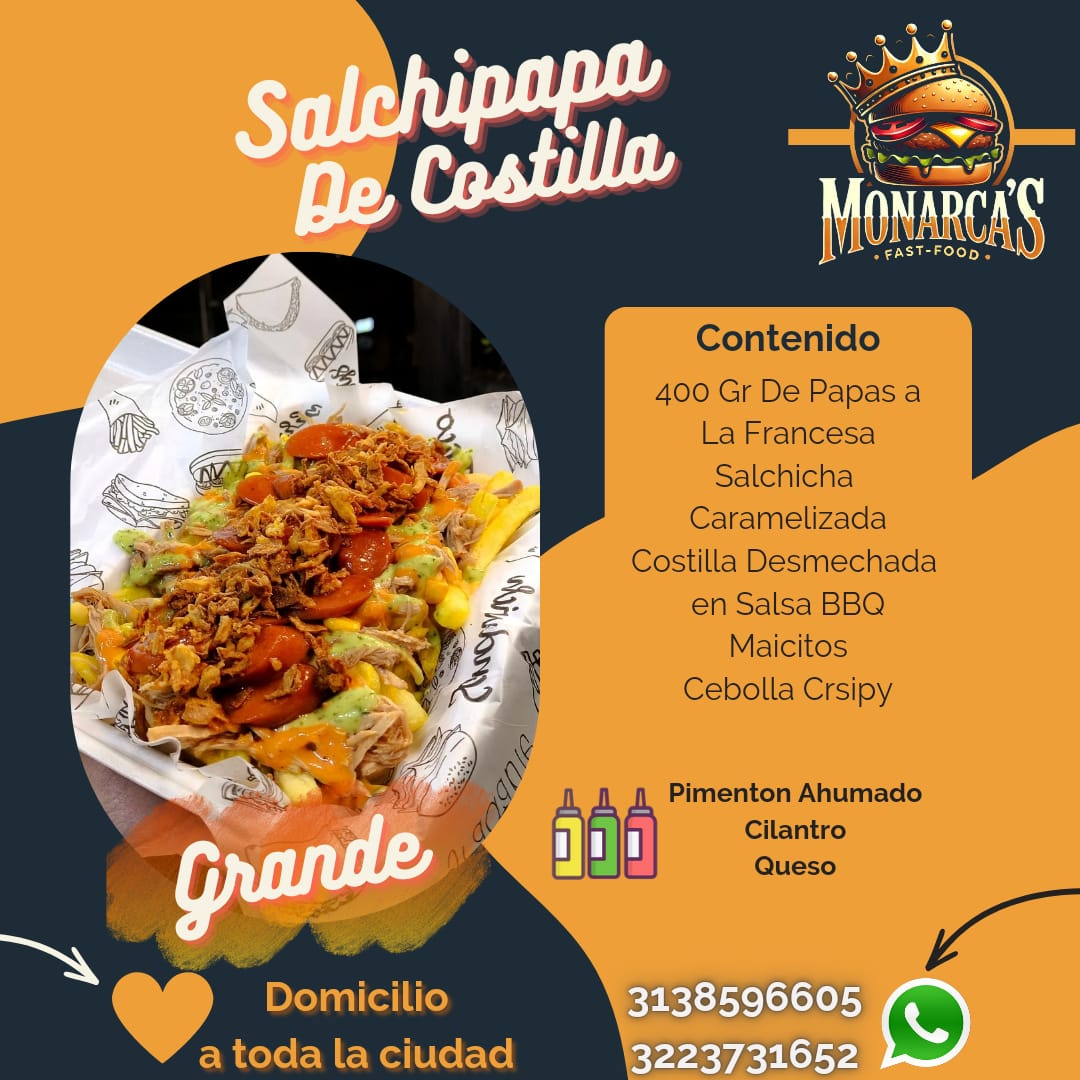 Salchipapa
De Costilla
MONARCA'S
• FAST-FOOD •
Contenido
400 Gr De Papas a
La Francesa
Salchicha
Caramelizada
Costilla Desmechada
en Salsa BBQ
Maicitos
Cebolla Crsipy
Pimenton Ahumado
Cilantro
Queso
Grande
Domicilio
a toda la ciudad
3138596605
3223731652